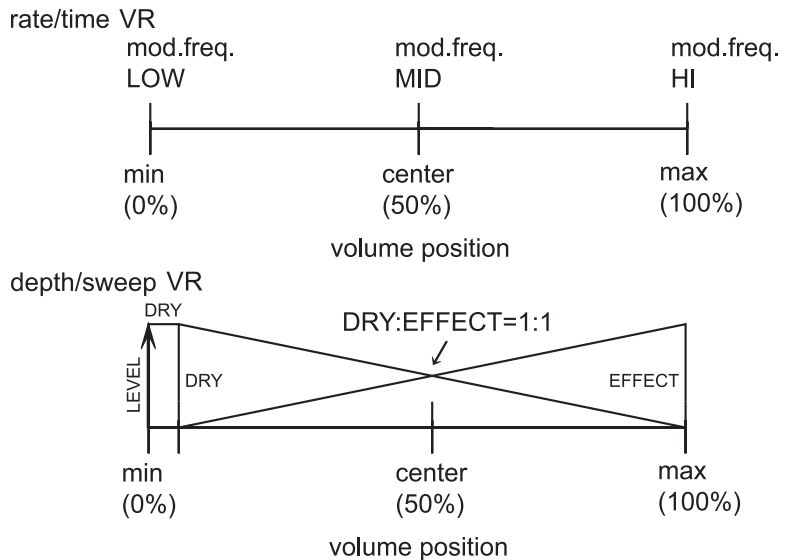 rate/time VR
mod.freq. mod.freq. mod.freq.
LOW MID HI
min center max
(0%) (50%) (100%)
volume position
depth/sweep VR
DRY
DRY:EFFECT=1:1
LEVEL
DRY
EFFECT
min center max
(0%) (50%) (100%)
volume position